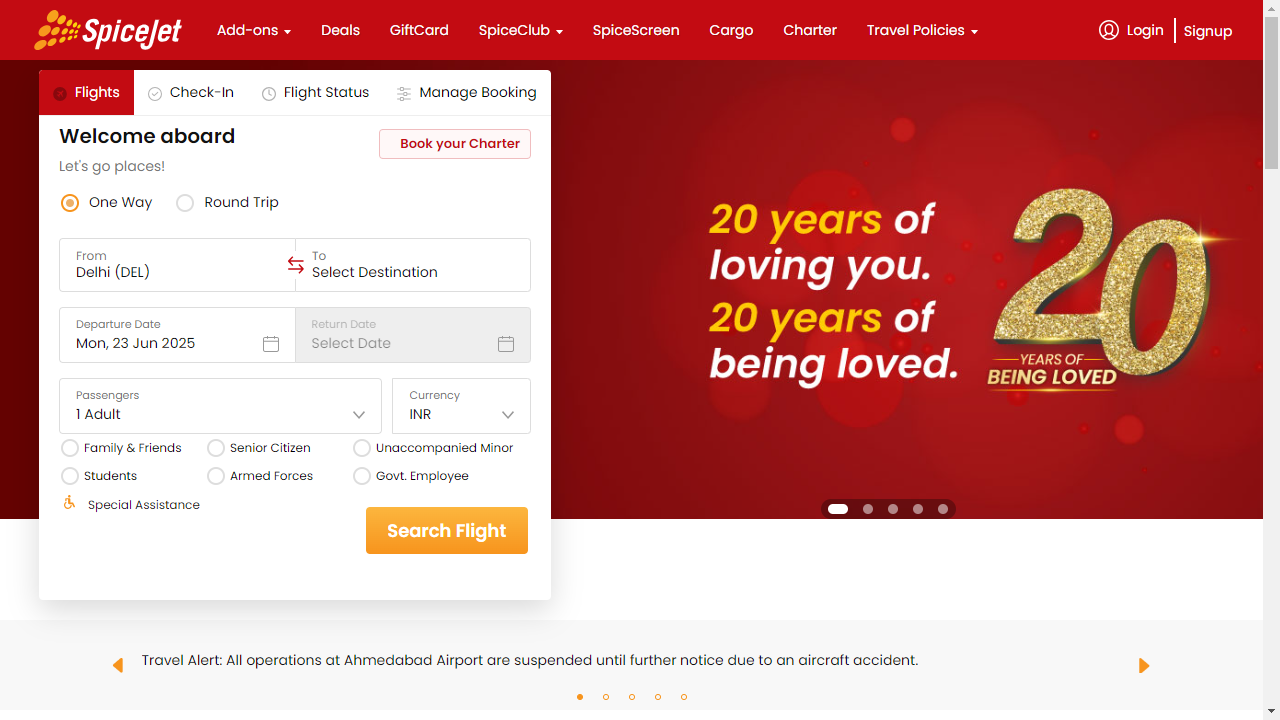 SpiceJet
Add-ons
Deals
GiftCard
SpiceClub
SpiceScreen
Cargo
Charter
Travel Policies
Login
Signup
Flights
Check-In
Flight Status
Manage Booking
Welcome aboard
Book your Charter
Let's go places!
One Way
Round Trip
From
Delhi (DEL)
To
Select Destination
Departure Date
Mon, 23 Jun 2025
Return Date
Select Date
Passengers
1 Adult
Currency
INR
Family & Friends
Senior Citizen
Unaccompanied Minor
Students
Armed Forces
Govt. Employee
Special Assistance
Search Flight
20 years of
loving you.
20 years of
being loved.
20
YEARS OF
BEING LOVED
Travel Alert: All operations at Ahmedabad Airport are suspended until further notice due to an aircraft accident.